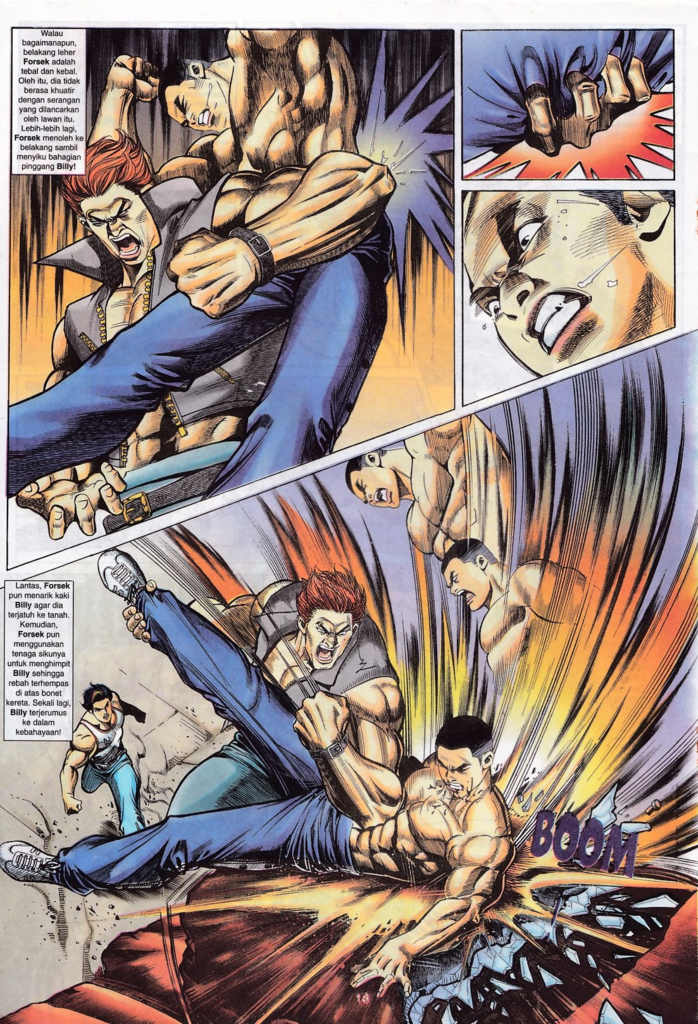 Walau
bagaimanapun,
belakang leher
Forsek adalah
tebal dan kebal.
Oleh itu, dia tidak
berasa khuatir
dengan serangan
yang dilancarkan
oleh lawan itu.
Lebih-lebih lagi,
Forsek menoleh ke
belakang sambil
menyiku bahagian
pinggang Billy!
Lantas, Forsek
pun menarik kaki
Billy agar dia
terjatuh ke tanah.
Kemudian,
Forsek pun
menggunakan
tenaga sikunya
untuk menghimpit
Billy sehingga
rebah terhempas
di atas bonet
kereta. Sekali lagi,
Billy terjerumus
ke dalam
kebahayaan!
BOOM
18